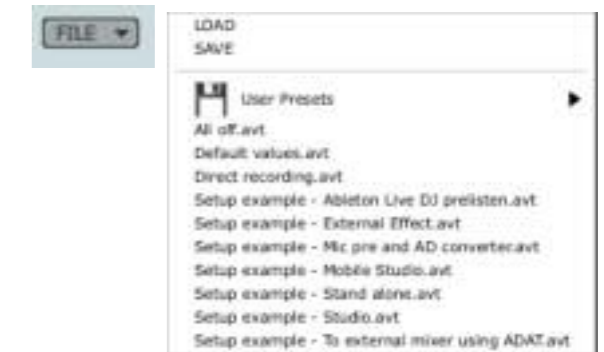 FILE
LOAD
SAVE
User Presets
All off.avt
Default values.avt
Direct recording.avt
Setup example - Ableton Live DJ prelisten.avt
Setup example - External Effect.avt
Setup example - Mic pre and AD converter.avt
Setup example - Mobile Studio.avt
Setup example - Stand alone.avt
Setup example - Studio.avt
Setup example - To external mixer using ADAT.avt